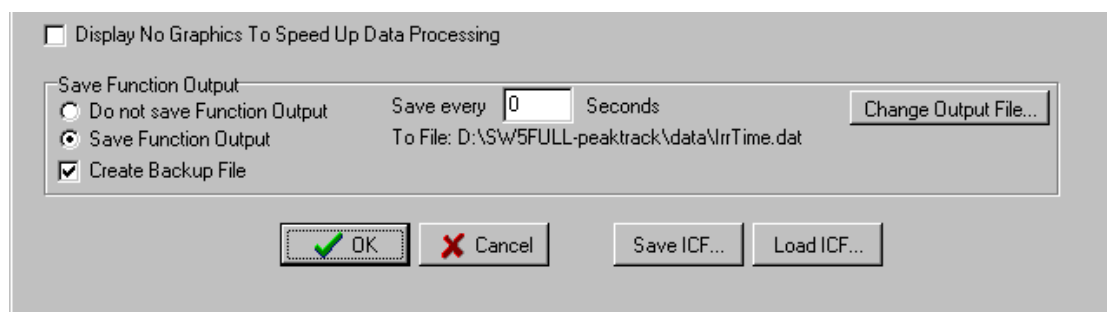 Display No Graphics To Speed Up Data Processing
Save Function Output
Do not save Function Output
Save every 0 Seconds
Change Output File...
Save Function Output
To File: D:\SW5FULL-peaktrack\data\IrrTime.dat
Create Backup File
OK
Cancel
Save ICF...
Load ICF...